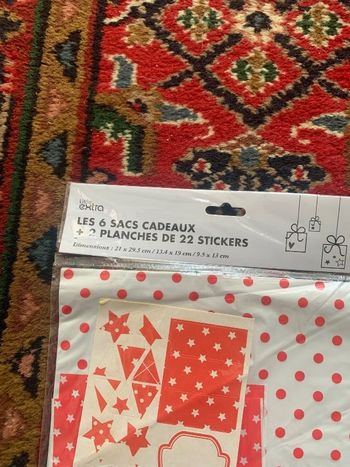 Little
extra
LES 6 SACS CADEAUX
+ 2 PLANCHES DE 22 STICKERS
Dimensions : 21 x 29.5 cm / 13.4 x 19 cm / 9.5 x 13 cm